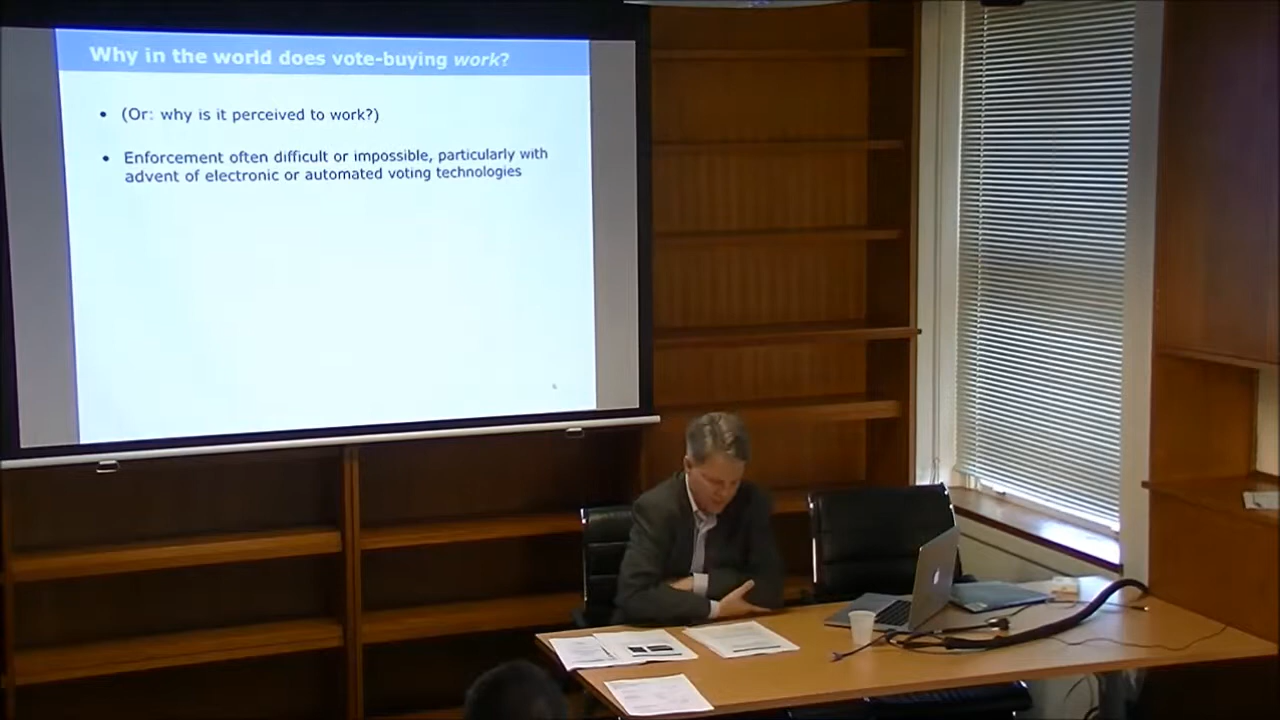 Why in the world does vote-buying work?
• (Or: why is it perceived to work?)
• Enforcement often difficult or impossible, particularly with
advent of electronic or automated voting technologies